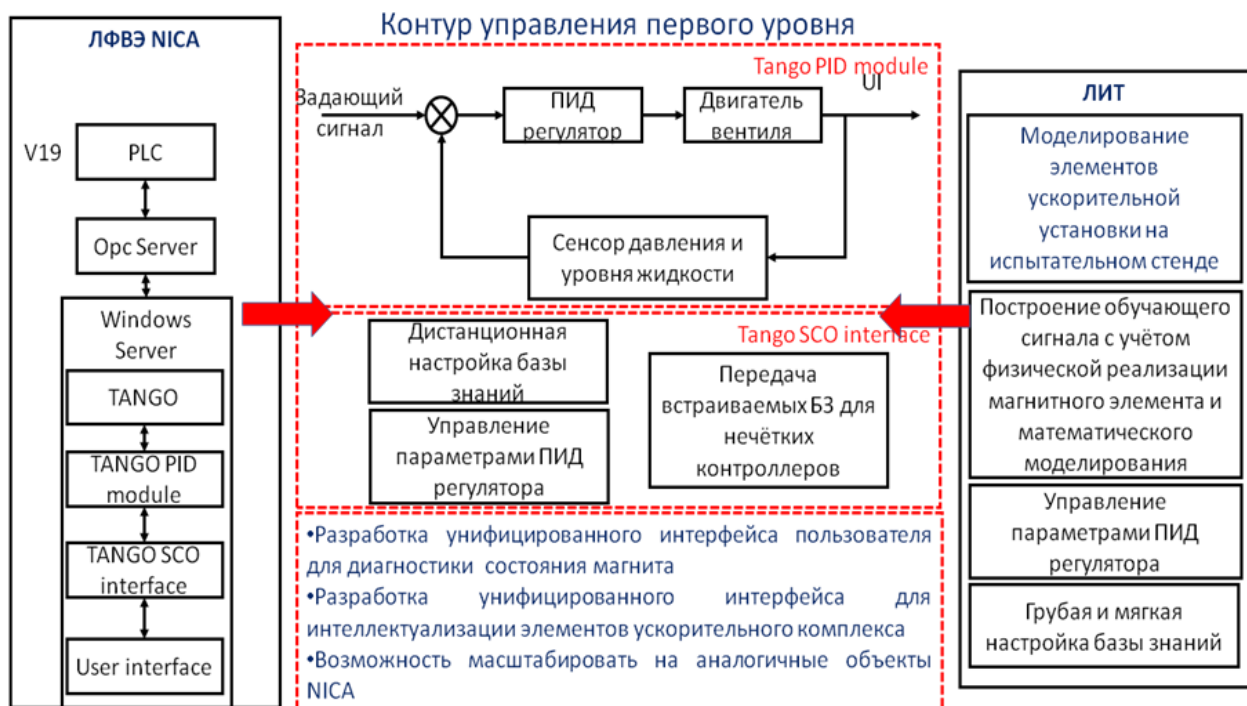 Контур управления первого уровня
ЛФВЭ NICA
V19
PLC
Opc Server
Windows
Server
TANGO
TANGO PID
module
TANGO SCO
interface
User interface
Tango PID module
Задающий
сигнал
ПИД
регулятор
Двигатель
вентиля
UI
Сенсор давления и
уровня жидкости
Tango SCO interface
Дистанционная
настройка базы
знаний
Управление
параметрами ПИД
регулятора
Передача
встраиваемых БЗ для
нечётких
контроллеров
•Разработка унифицированного интерфейса пользователя
для диагностики состояния магнита
•Разработка унифицированного интерфейса для
интеллектуализации элементов ускорительного комплекса
•Возможность масштабировать на аналогичные объекты
NICA
ЛИТ
Моделирование
элементов
ускорительной
установки на
испытательном стенде
Построение обучающего
сигнала с учётом
физической реализации
магнитного элемента и
математического
моделирования
Управление
параметрами ПИД
регулятора
Грубая и мягкая
настройка базы знаний